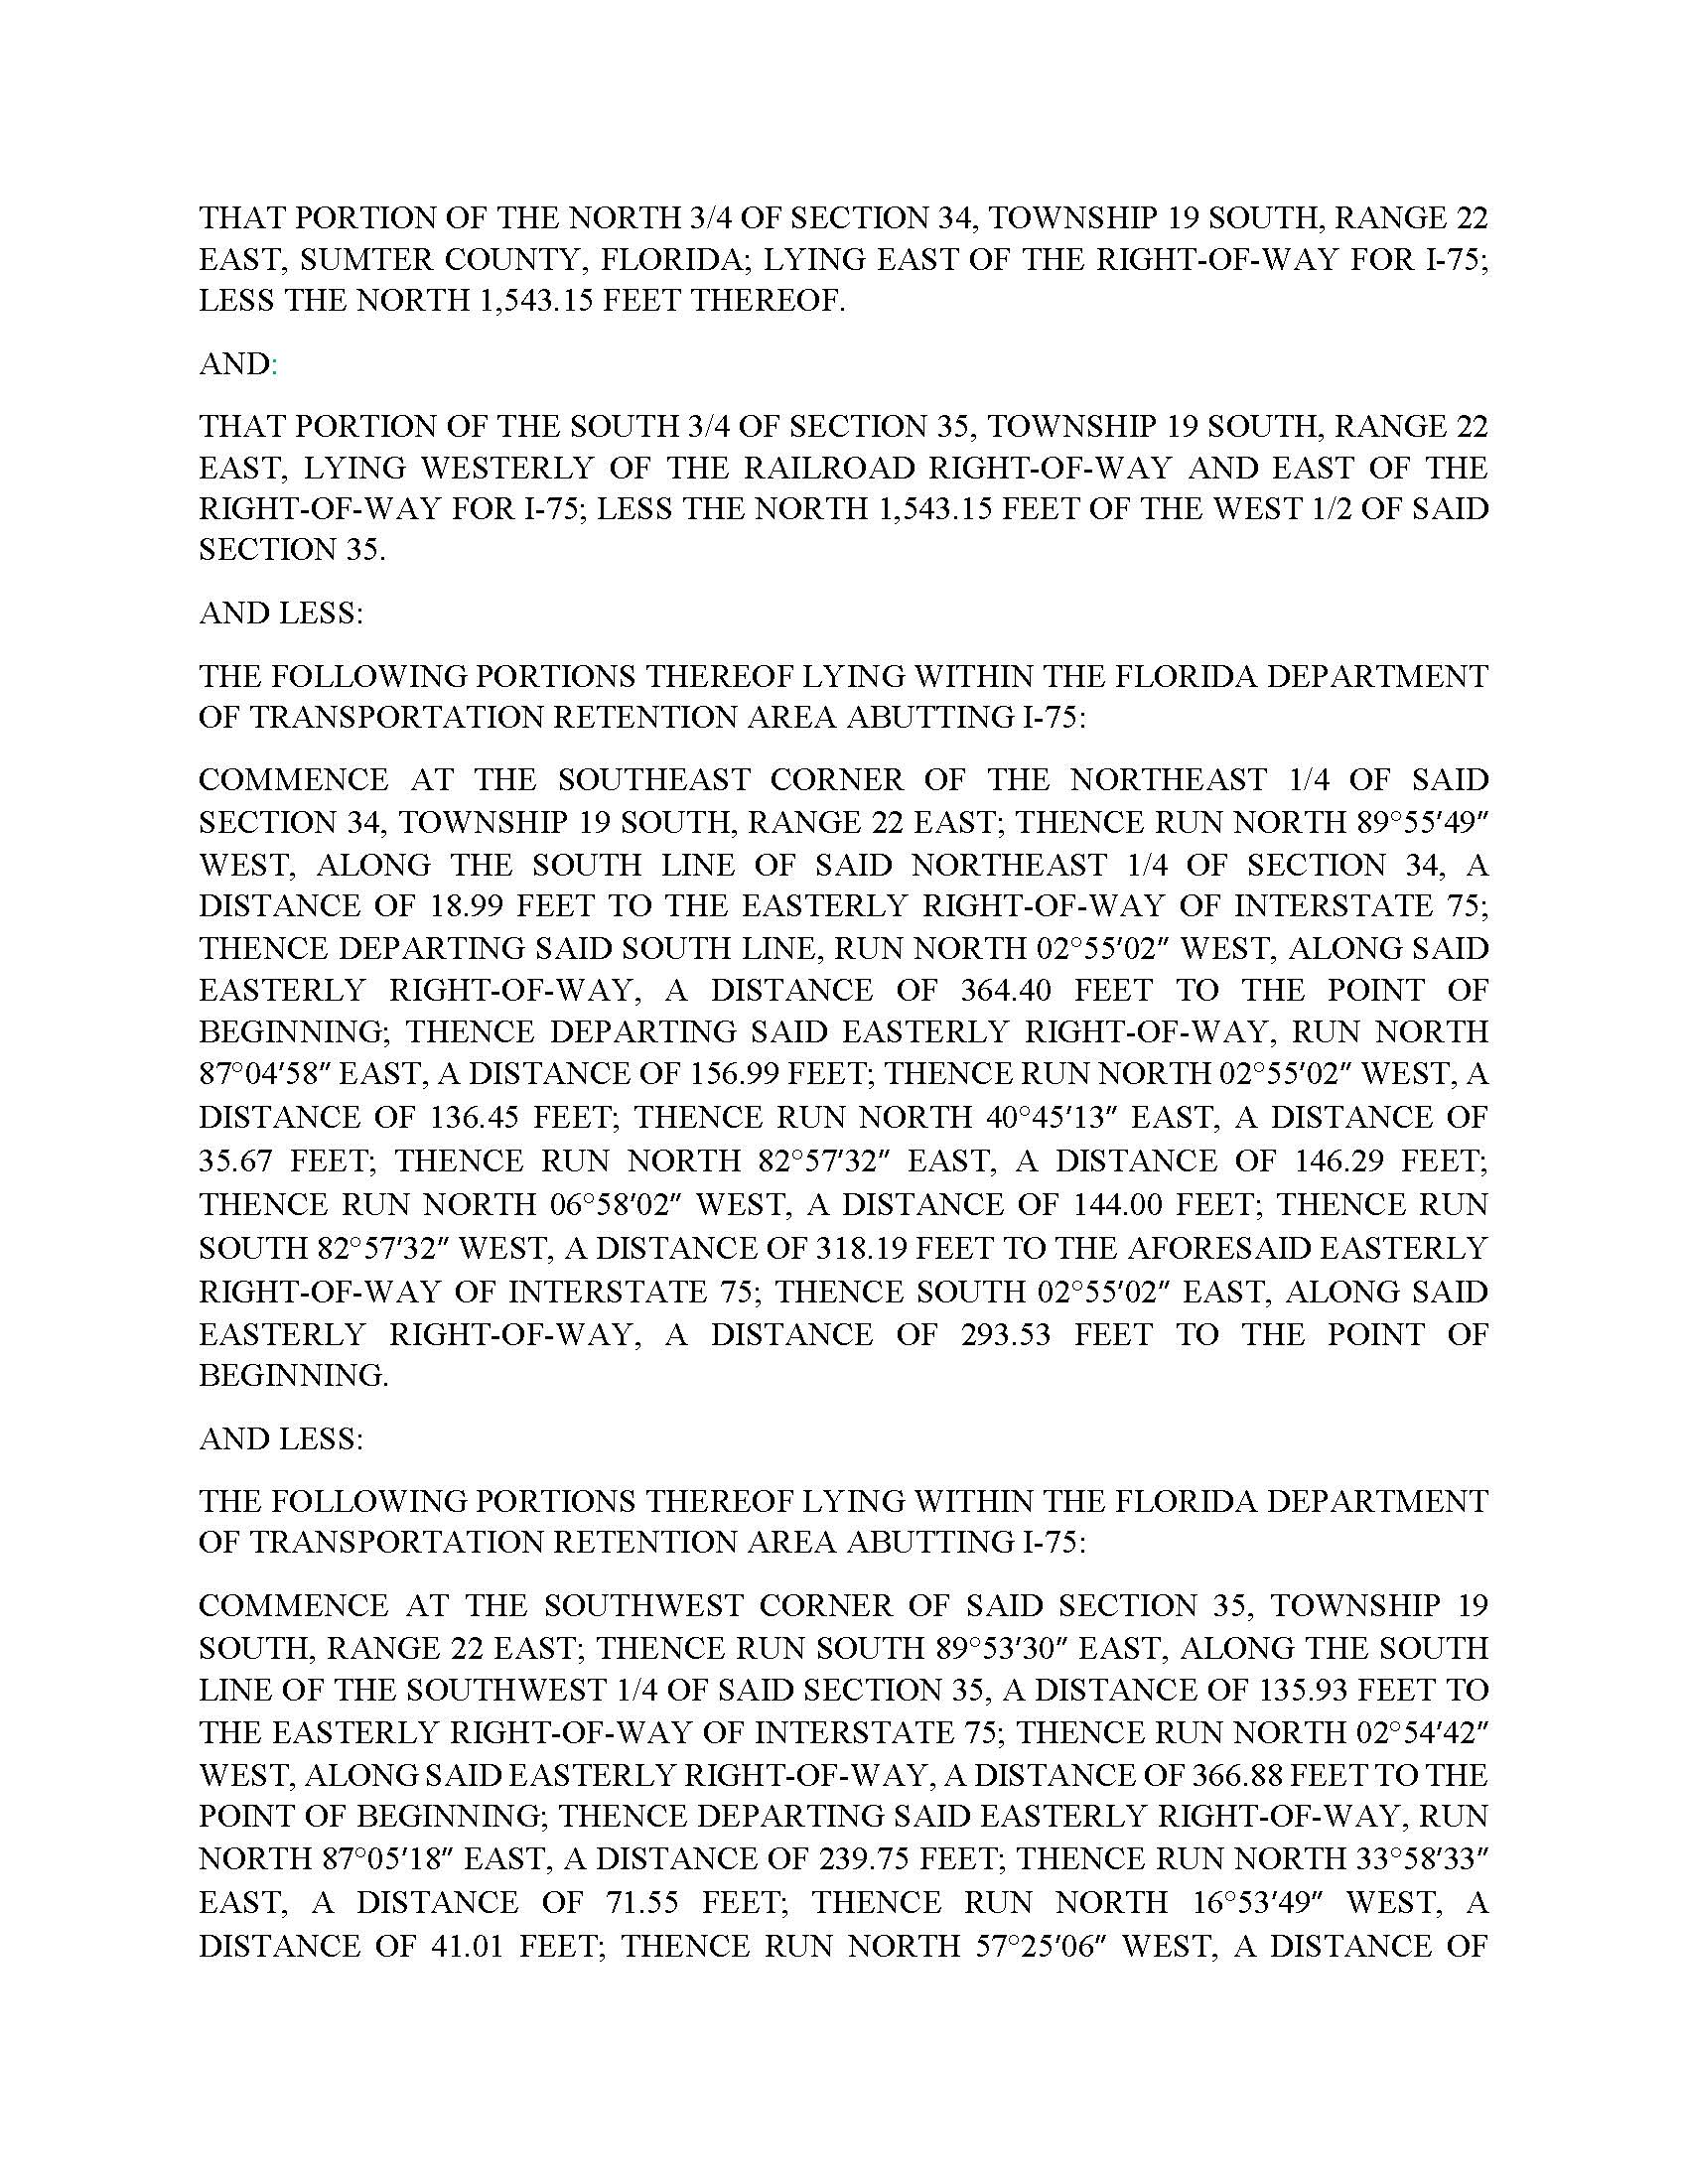 THAT PORTION OF THE NORTH 3/4 OF SECTION 34, TOWNSHIP 19 SOUTH, RANGE 22
EAST, SUMTER COUNTY, FLORIDA; LYING EAST OF THE RIGHT-OF-WAY FOR I-75;
LESS THE NORTH 1,543.15 FEET THEREOF.
AND:
THAT PORTION OF THE SOUTH 3/4 OF SECTION 35, TOWNSHIP 19 SOUTH, RANGE 22
EAST, LYING WESTERLY OF THE RAILROAD RIGHT-OF-WAY AND EAST OF THE
RIGHT-OF-WAY FOR I-75; LESS THE NORTH 1,543.15 FEET OF THE WEST 1/2 OF SAID
SECTION 35.
AND LESS:
THE FOLLOWING PORTIONS THEREOF LYING WITHIN THE FLORIDA DEPARTMENT
OF TRANSPORTATION RETENTION AREA ABUTTING I-75:
COMMENCE AT THE SOUTHEAST CORNER OF THE NORTHEAST 1/4 OF SAID
SECTION 34, TOWNSHIP 19 SOUTH, RANGE 22 EAST; THENCE RUN NORTH 89°55′49″
WEST, ALONG THE SOUTH LINE OF SAID NORTHEAST 1/4 OF SECTION 34, A
DISTANCE OF 18.99 FEET TO THE EASTERLY RIGHT-OF-WAY OF INTERSTATE 75;
THENCE DEPARTING SAID SOUTH LINE, RUN NORTH 02°55′02″ WEST, ALONG SAID
EASTERLY RIGHT-OF-WAY, A DISTANCE OF 364.40 FEET TO THE POINT OF
BEGINNING; THENCE DEPARTING SAID EASTERLY RIGHT-OF-WAY, RUN NORTH
87°04′58″ EAST, A DISTANCE OF 156.99 FEET; THENCE RUN NORTH 02°55′02″ WEST, A
DISTANCE OF 136.45 FEET; THENCE RUN NORTH 40°45′13″ EAST, A DISTANCE OF
35.67 FEET; THENCE RUN NORTH 82°57′32″ EAST, A DISTANCE OF 146.29 FEET;
THENCE RUN NORTH 06°58′02″ WEST, A DISTANCE OF 144.00 FEET; THENCE RUN
SOUTH 82°57′32″ WEST, A DISTANCE OF 318.19 FEET TO THE AFORESAID EASTERLY
RIGHT-OF-WAY OF INTERSTATE 75; THENCE SOUTH 02°55′02″ EAST, ALONG SAID
EASTERLY RIGHT-OF-WAY, A DISTANCE OF 293.53 FEET TO THE POINT OF
BEGINNING.
AND LESS:
THE FOLLOWING PORTIONS THEREOF LYING WITHIN THE FLORIDA DEPARTMENT
OF TRANSPORTATION RETENTION AREA ABUTTING I-75:
COMMENCE AT THE SOUTHWEST CORNER OF SAID SECTION 35, TOWNSHIP 19
SOUTH, RANGE 22 EAST; THENCE RUN SOUTH 89°53′30″ EAST, ALONG THE SOUTH
LINE OF THE SOUTHWEST 1/4 OF SAID SECTION 35, A DISTANCE OF 135.93 FEET TO
THE EASTERLY RIGHT-OF-WAY OF INTERSTATE 75; THENCE RUN NORTH 02°54′42″
WEST, ALONG SAID EASTERLY RIGHT-OF-WAY, A DISTANCE OF 366.88 FEET TO THE
POINT OF BEGINNING; THENCE DEPARTING SAID EASTERLY RIGHT-OF-WAY, RUN
NORTH 87°05′18″ EAST, A DISTANCE OF 239.75 FEET; THENCE RUN NORTH 33°58′33″
EAST, A DISTANCE OF 71.55 FEET; THENCE RUN NORTH 16°53′49″ WEST, A
DISTANCE OF 41.01 FEET; THENCE RUN NORTH 57°25′06″ WEST, A DISTANCE OF